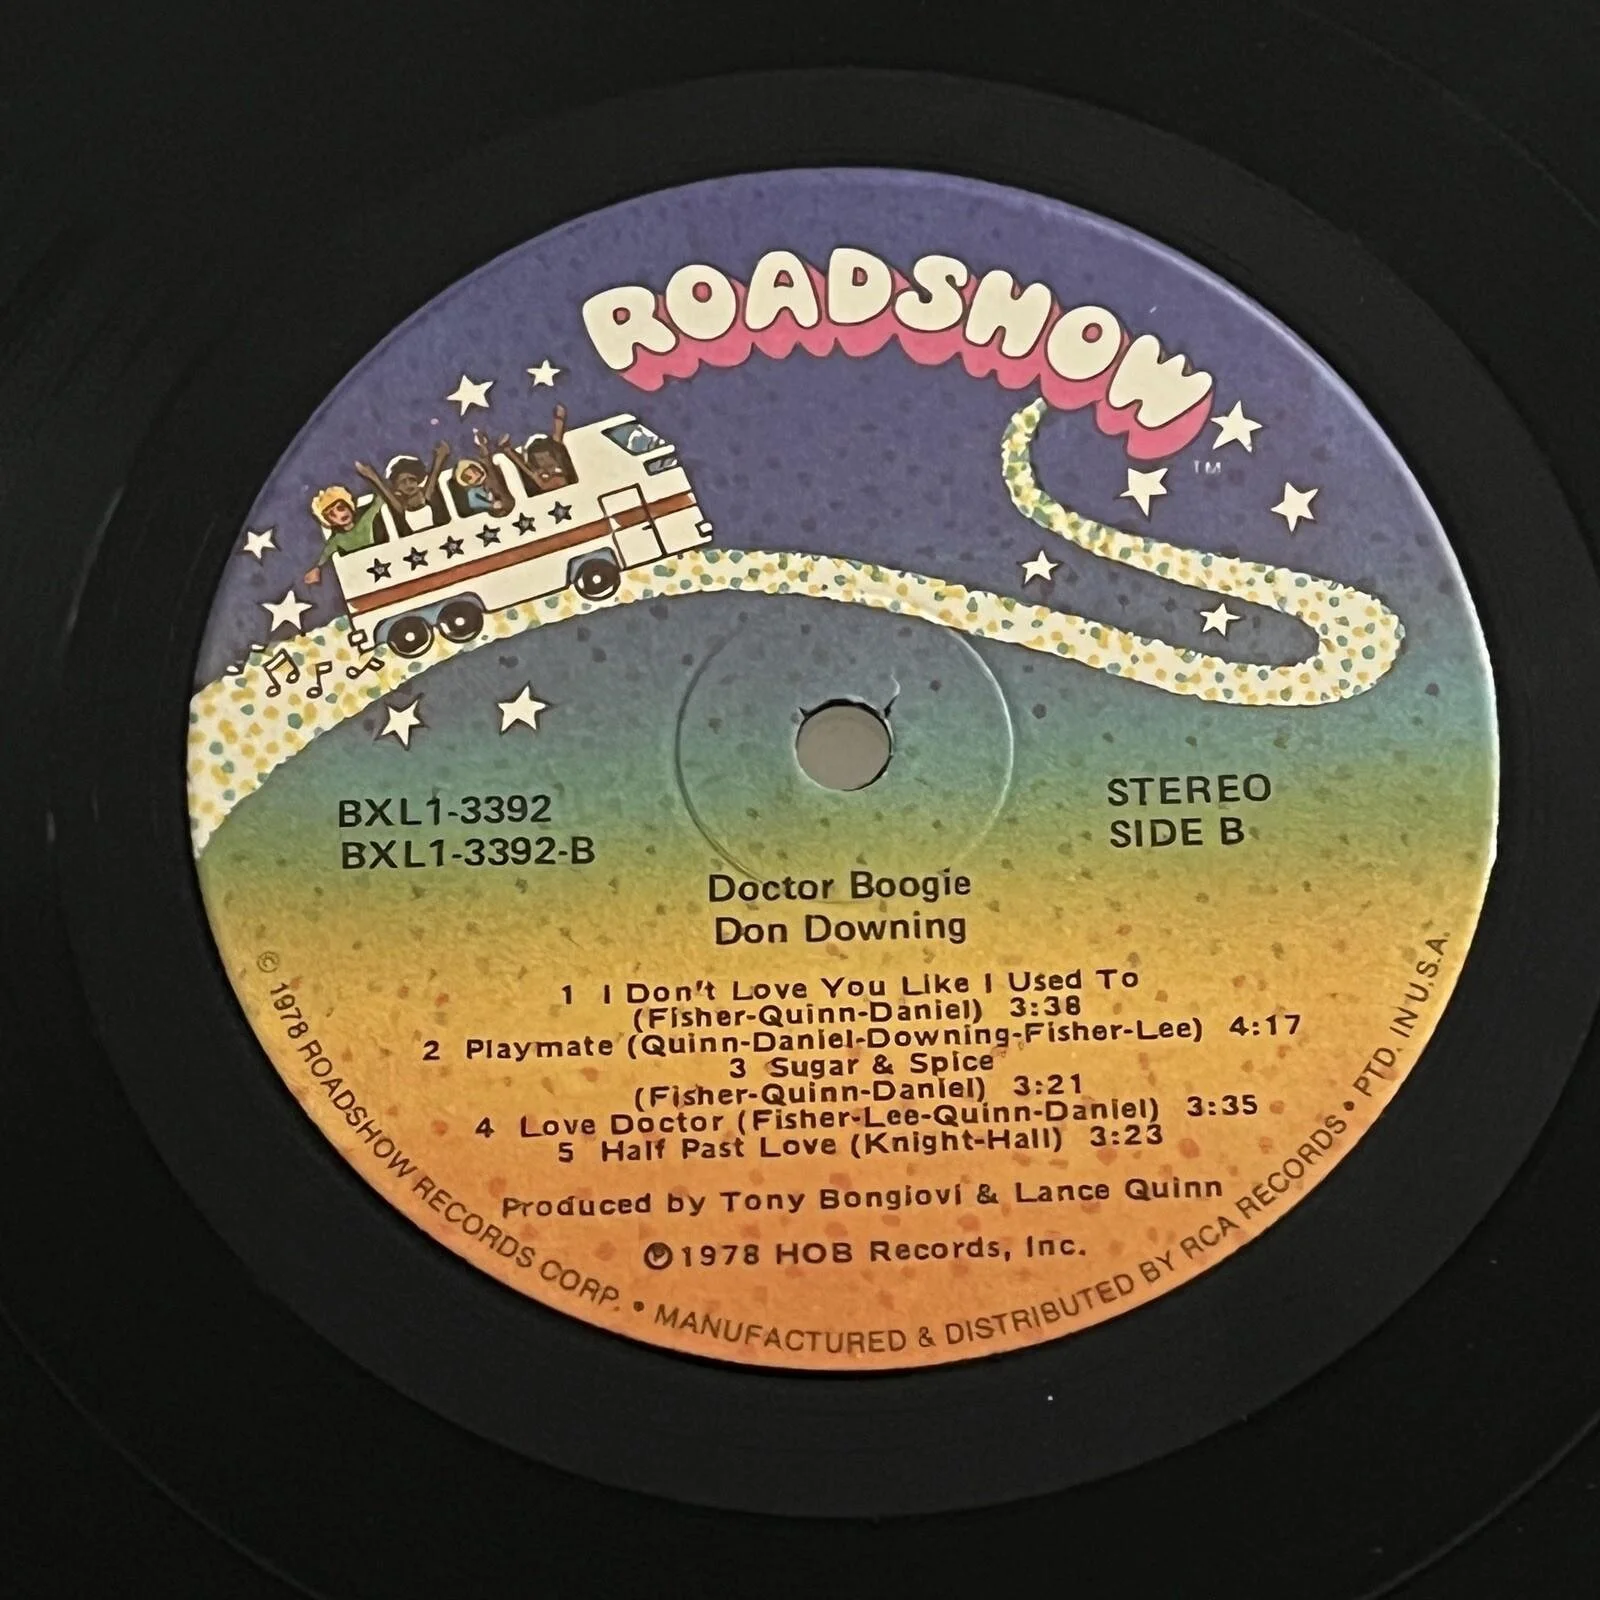 ROADSHOW
TM
BXL1-3392
BXL1-3392-B
STEREO
SIDE B
Doctor Boogie
Don Downing
1 I Don't Love You Like I Used To
(Fisher-Quinn-Daniel) 3:38
2 Playmate (Quinn-Daniel-Downing-Fisher-Lee) 4:17
3 Sugar & Spice
(Fisher-Quinn-Daniel) 3:21
4 Love Doctor (Fisher-Lee-Quinn-Daniel) 3:35
5 Half Past Love (Knight-Hall) 3:23
Produced by Tony Bongiovi & Lance Quinn
℗1978 HOB Records, Inc.
© 1978 ROADSHOW RECORDS CORP. • MANUFACTURED & DISTRIBUTED BY RCA RECORDS • PTD. IN U.S.A.